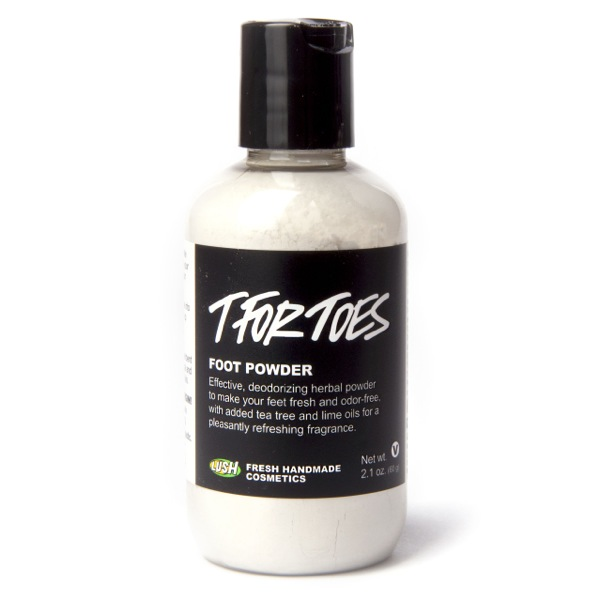 T FOR TOES
FOOT POWDER
Effective, deodorizing herbal powder
to make your feet fresh and odor-free,
with added tea tree and lime oils for a
pleasantly refreshing fragrance.
Net wt. V
2.1 oz.
LUSH FRESH HANDMADE
COSMETICS